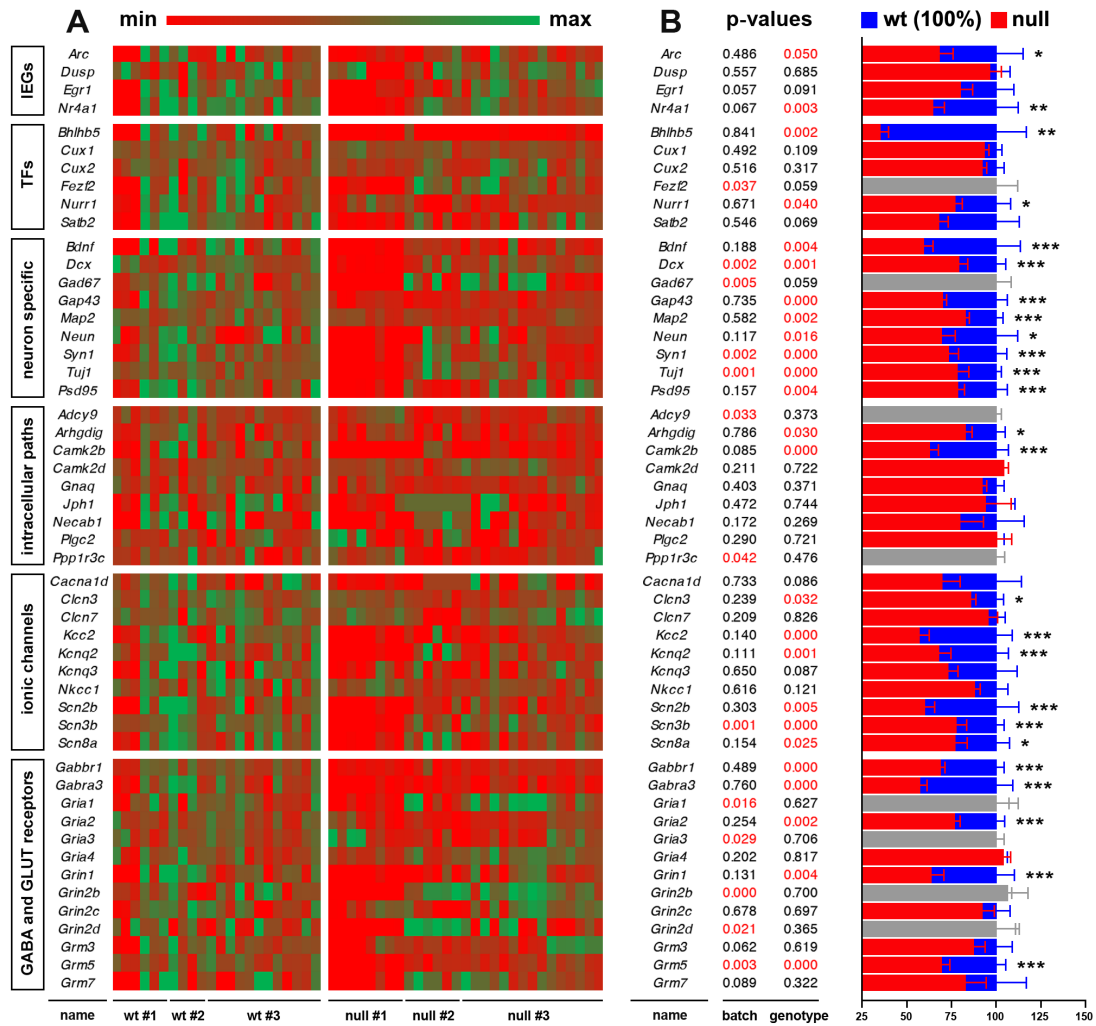 A
B
min
max
p-values
wt (100%)
null
IEGs
Arc
Dusp
Egr1
Nr4a1
Arc 0.486 0.050 *
Dusp 0.557 0.685
Egr1 0.057 0.091
Nr4a1 0.067 0.003 **
TFs
Bhlhb5
Cux1
Cux2
Fezf2
Nurr1
Satb2
Bhlhb5 0.841 0.002 **
Cux1 0.492 0.109
Cux2 0.516 0.317
Fezf2 0.037 0.059
Nurr1 0.671 0.040 *
Satb2 0.546 0.069
neuron specific
Bdnf
Dcx
Gad67
Gap43
Map2
Neun
Syn1
Tuj1
Psd95
Bdnf 0.188 0.004 ***
Dcx 0.002 0.001 ***
Gad67 0.005 0.059
Gap43 0.735 0.000 ***
Map2 0.582 0.002 ***
Neun 0.117 0.016 *
Syn1 0.002 0.000 ***
Tuj1 0.001 0.000 ***
Psd95 0.157 0.004 ***
intracellular paths
Adcy9
Arhgdig
Camk2b
Camk2d
Gnaq
Jph1
Necab1
Plgc2
Ppp1r3c
Adcy9 0.033 0.373
Arhgdig 0.786 0.030 *
Camk2b 0.085 0.000 ***
Camk2d 0.211 0.722
Gnaq 0.403 0.371
Jph1 0.472 0.744
Necab1 0.172 0.269
Plgc2 0.290 0.721
Ppp1r3c 0.042 0.476
ionic channels
Cacna1d
Clcn3
Clcn7
Kcc2
Kcnq2
Kcnq3
Nkcc1
Scn2b
Scn3b
Scn8a
Cacna1d 0.733 0.086
Clcn3 0.239 0.032 *
Clcn7 0.209 0.826
Kcc2 0.140 0.000 ***
Kcnq2 0.111 0.001 ***
Kcnq3 0.650 0.087
Nkcc1 0.616 0.121
Scn2b 0.303 0.005 ***
Scn3b 0.001 0.000 ***
Scn8a 0.154 0.025 *
GABA and GLUT receptors
Gabbr1
Gabra3
Gria1
Gria2
Gria3
Gria4
Grin1
Grin2b
Grin2c
Grin2d
Grm3
Grm5
Grm7
Gabbr1 0.489 0.000 ***
Gabra3 0.760 0.000 ***
Gria1 0.016 0.627
Gria2 0.254 0.002 ***
Gria3 0.029 0.706
Gria4 0.202 0.817
Grin1 0.131 0.004 ***
Grin2b 0.000 0.700
Grin2c 0.678 0.697
Grin2d 0.021 0.365
Grm3 0.062 0.619
Grm5 0.003 0.000 ***
Grm7 0.089 0.322
name wt #1 wt #2 wt #3 null #1 null #2 null #3
name batch genotype
25 50 75 100 125 150